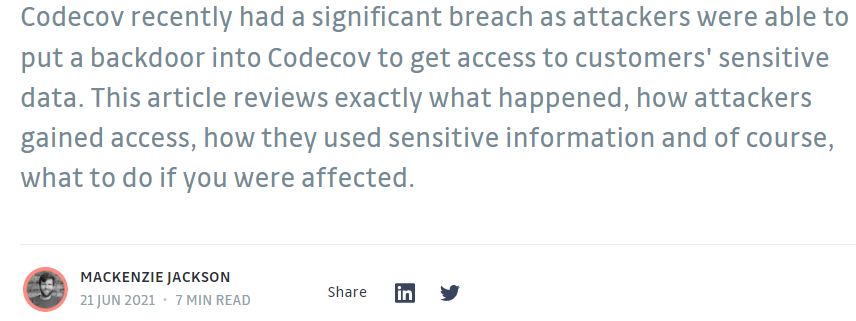 Codecov recently had a significant breach as attackers were able to
put a backdoor into Codecov to get access to customers' sensitive
data. This article reviews exactly what happened, how attackers
gained access, how they used sensitive information and of course,
what to do if you were affected.
MACKENZIE JACKSON
21 JUN 2021 · 7 MIN READ
Share